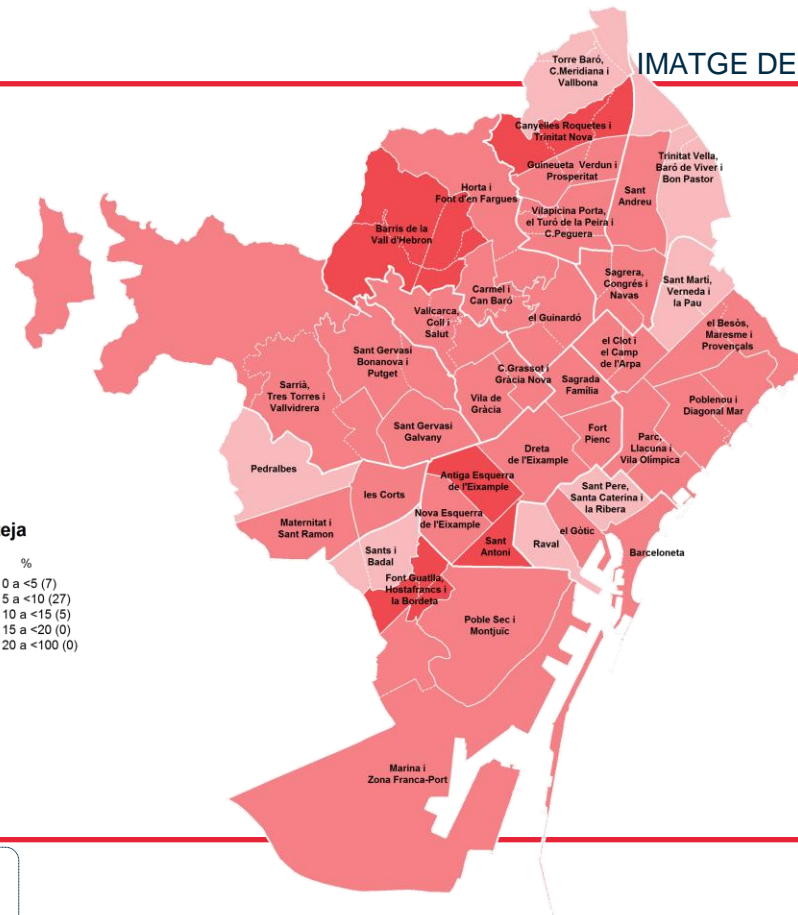 IMATGE DE
Torre Baró,
C.Meridiana i
Vallbona
Canyelles Roquetes i
Trinitat Nova
Guineueta Verdun i
Prosperitat
Trinitat Vella,
Baró de Viver i
Bon Pastor
Horta i
Font d'en Fargues
Sant
Andreu
Vilapicina Porta,
el Turó de la Peira i
C.Peguera
Barris de la
Vall d'Hebron
Sagrera,
Congrés i
Navas
Sant Martí,
Verneda i
la Pau
Carmel i
Can Baró
Vallcarca,
Coll i
Salut
el Guinardó
el Besòs,
Maresme i
Provençals
el Clot i
el Camp
de l'Arpa
Sant Gervasi
Bonanova i
Putget
C.Grassot i
Gràcia Nova
Sagrada
Família
Sarrià,
Tres Torres i
Vallvidrera
Vila de
Gràcia
Poblenou i
Diagonal Mar
Sant Gervasi
Galvany
Fort
Pienc
Parc,
Llacuna i
Vila Olímpica
Dreta
de l'Eixample
Pedralbes
Antiga Esquerra
de l'Eixample
Sant Pere,
Santa Caterina i
la Ribera
les Corts
Nova Esquerra
de l'Eixample
Maternitat i
Sant Ramon
el Gòtic
Sant
Antoni
Raval
Sants i
Badal
Barceloneta
Font Guatlla,
Hostafrancs i
la Bordeta
Poble Sec i
Montjuïc
Marina i
Zona Franca-Port
eja
%
0 a <5 (7)
5 a <10 (27)
10 a <15 (5)
15 a <20 (0)
20 a <100 (0)